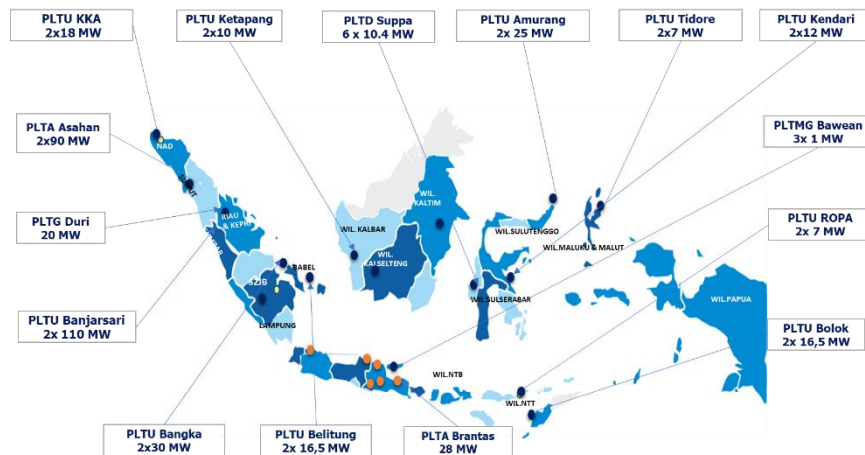 PLTU KKA
2x18 MW
PLTU Ketapang
2x10 MW
PLTD Suppa
6 x 10.4 MW
PLTU Amurang
2x 25 MW
PLTU Tidore
2x7 MW
PLTU Kendari
2x12 MW
PLTA Asahan
2x90 MW
PLTMG Bawean
3x 1 MW
PLTG Duri
20 MW
PLTU ROPA
2x 7 MW
PLTU Banjarsari
2x 110 MW
PLTU Bolok
2x 16,5 MW
PLTU Bangka
2x30 MW
PLTU Belitung
2x 16,5 MW
PLTA Brantas
28 MW
NAD
RIAU
& KEPRI
BABEL
LAMPUNG
WIL. KALBAR
WIL.
KALTIM
WIL.
KALSELTENG
WIL.SULUTENGGO
WIL.MALUKU & MALUT
WIL.SULSERABAR
WIL.PAPUA
WIL.NTB
WIL.NTT